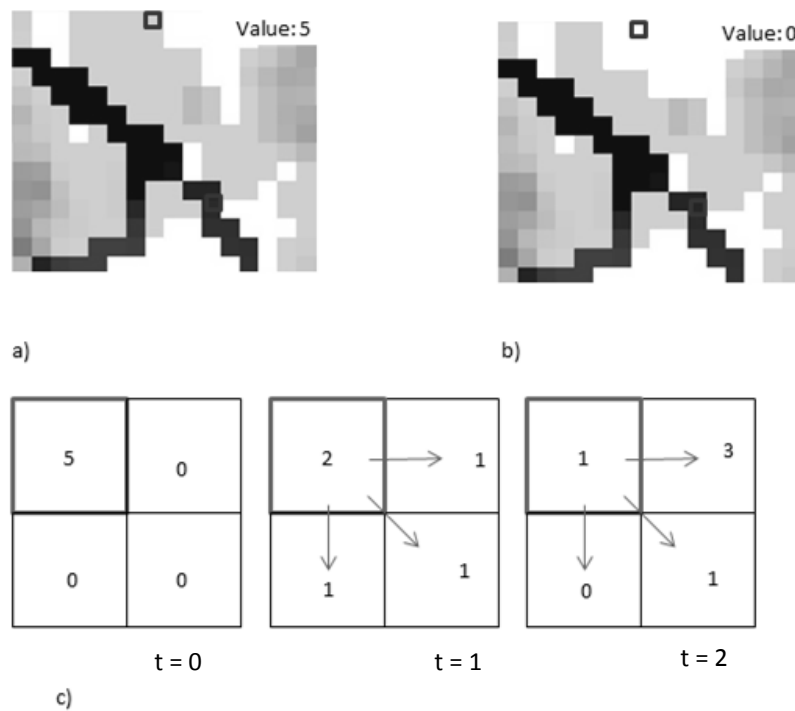 Value: 5
Value: 0
a)
b)
5 0
0 0
2 1
1 1
1 3
0 1
t = 0
t = 1
t = 2
c)